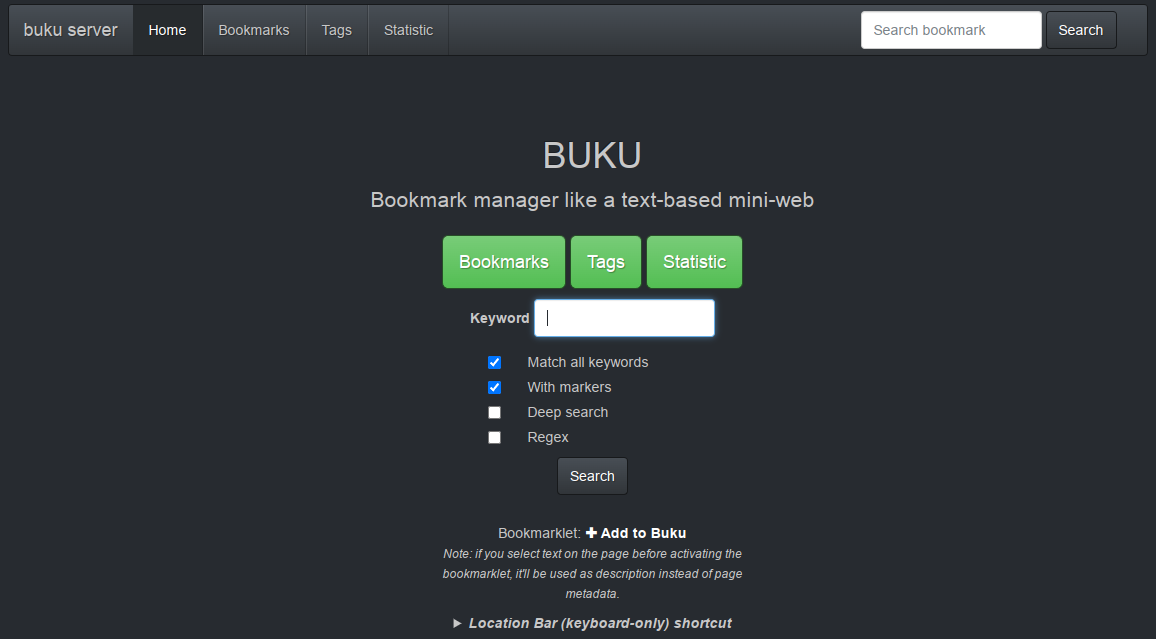 buku server Home Bookmarks Tags Statistic Search bookmark Search
BUKU
Bookmark manager like a text-based mini-web
Bookmarks Tags Statistic
Keyword
Match all keywords
With markers
Deep search
Regex
Search
Bookmarklet: ✚ Add to Buku
Note: if you select text on the page before activating the
bookmarklet, it'll be used as description instead of page
metadata.
► Location Bar (keyboard-only) shortcut